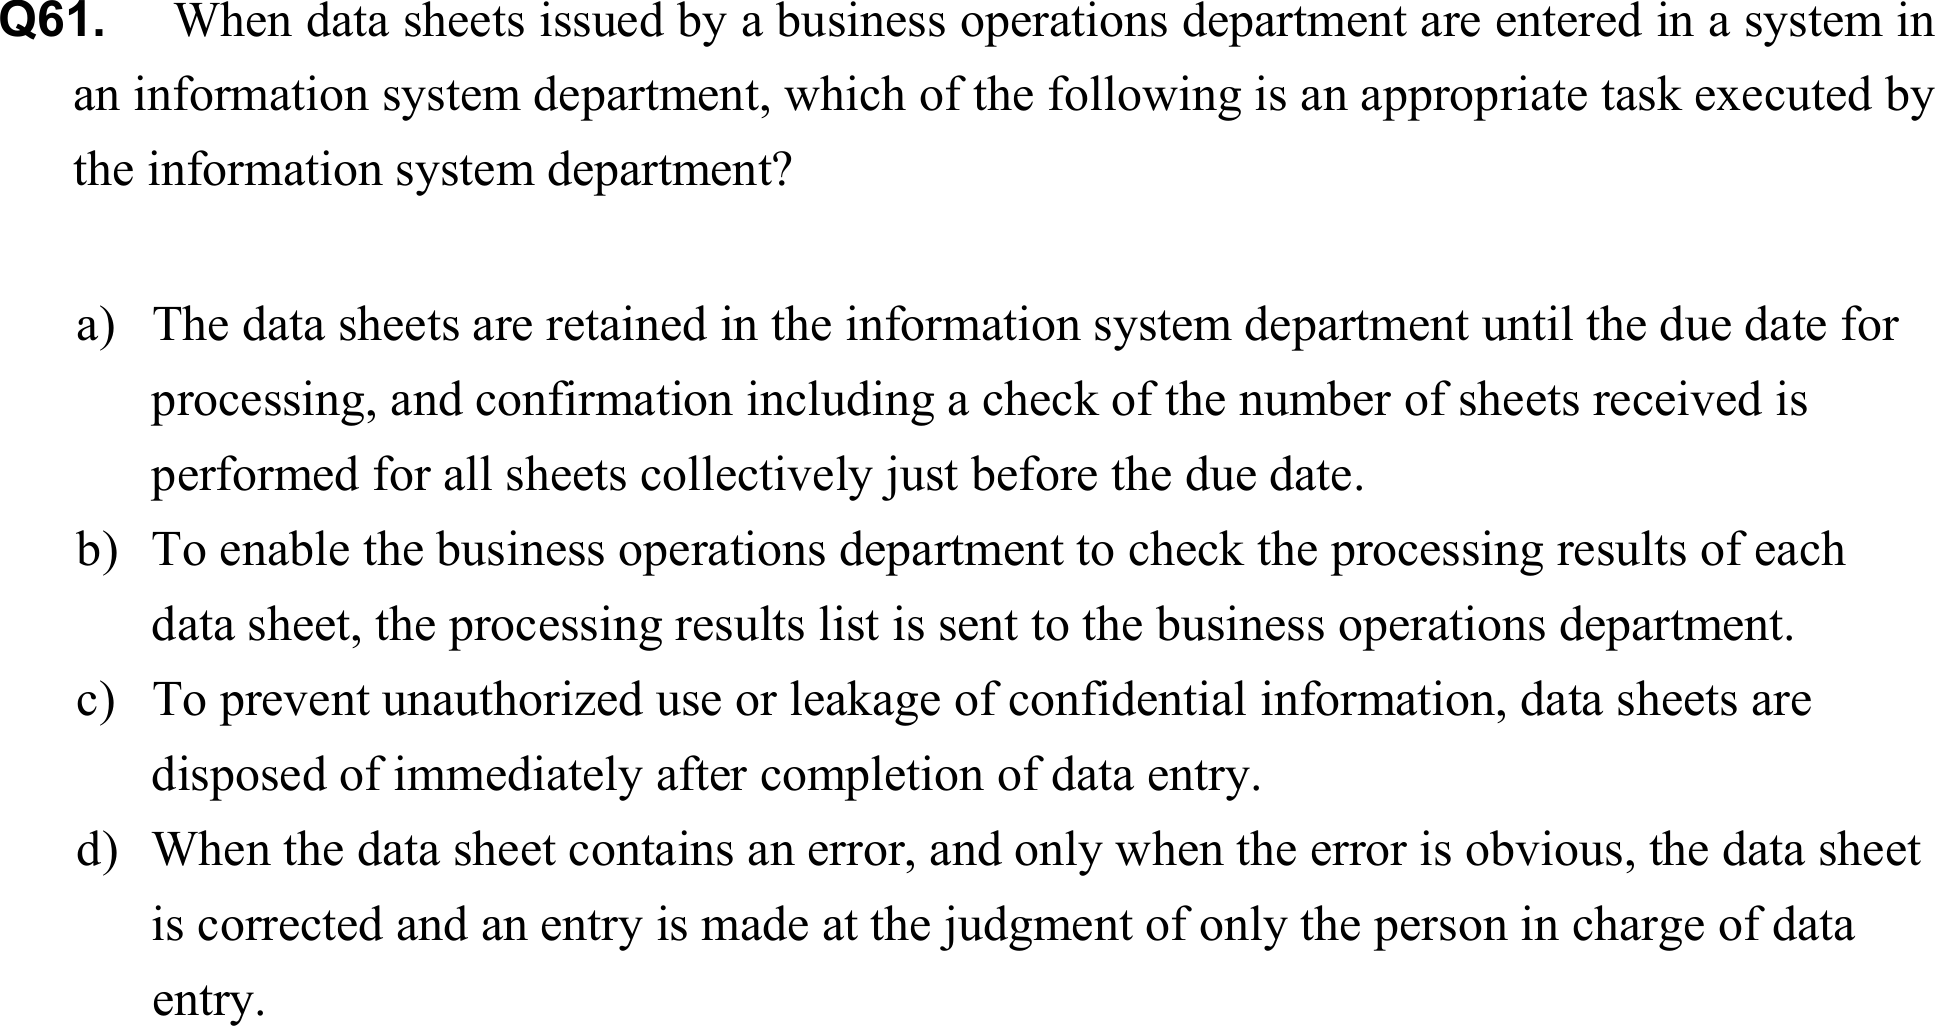 Q61. When data sheets issued by a business operations department are entered in a system in
an information system department, which of the following is an appropriate task executed by
the information system department?
a) The data sheets are retained in the information system department until the due date for
processing, and confirmation including a check of the number of sheets received is
performed for all sheets collectively just before the due date.
b) To enable the business operations department to check the processing results of each
data sheet, the processing results list is sent to the business operations department.
c) To prevent unauthorized use or leakage of confidential information, data sheets are
disposed of immediately after completion of data entry.
d) When the data sheet contains an error, and only when the error is obvious, the data sheet
is corrected and an entry is made at the judgment of only the person in charge of data
entry.